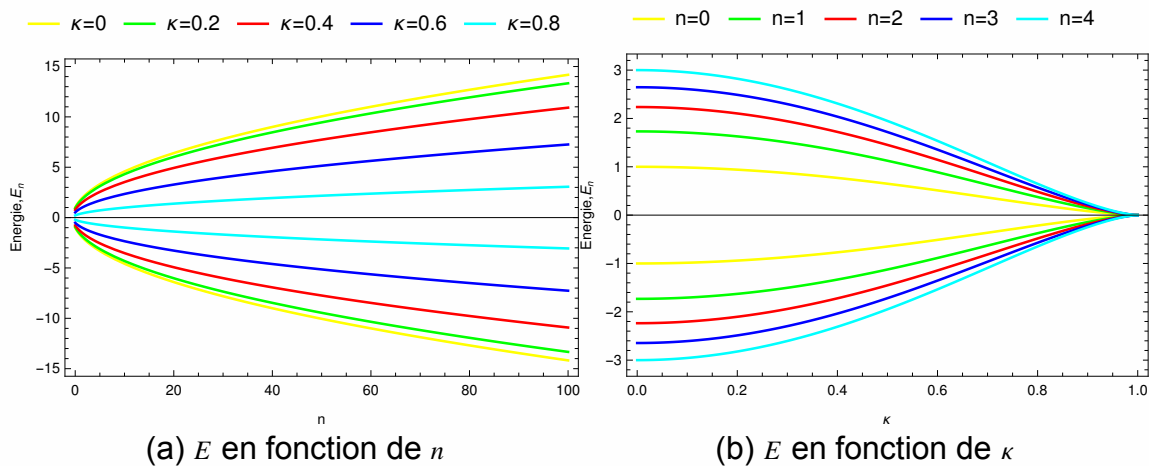 κ=0 κ=0.2 κ=0.4 κ=0.6 κ=0.8
15
10
5
0
−5
−10
−15
Energie,Eₙ
0 20 40 60 80 100
n
(a) E en fonction de n
n=0 n=1 n=2 n=3 n=4
3
2
1
0
−1
−2
−3
Energie,Eₙ
0.0 0.2 0.4 0.6 0.8 1.0
κ
(b) E en fonction de κ